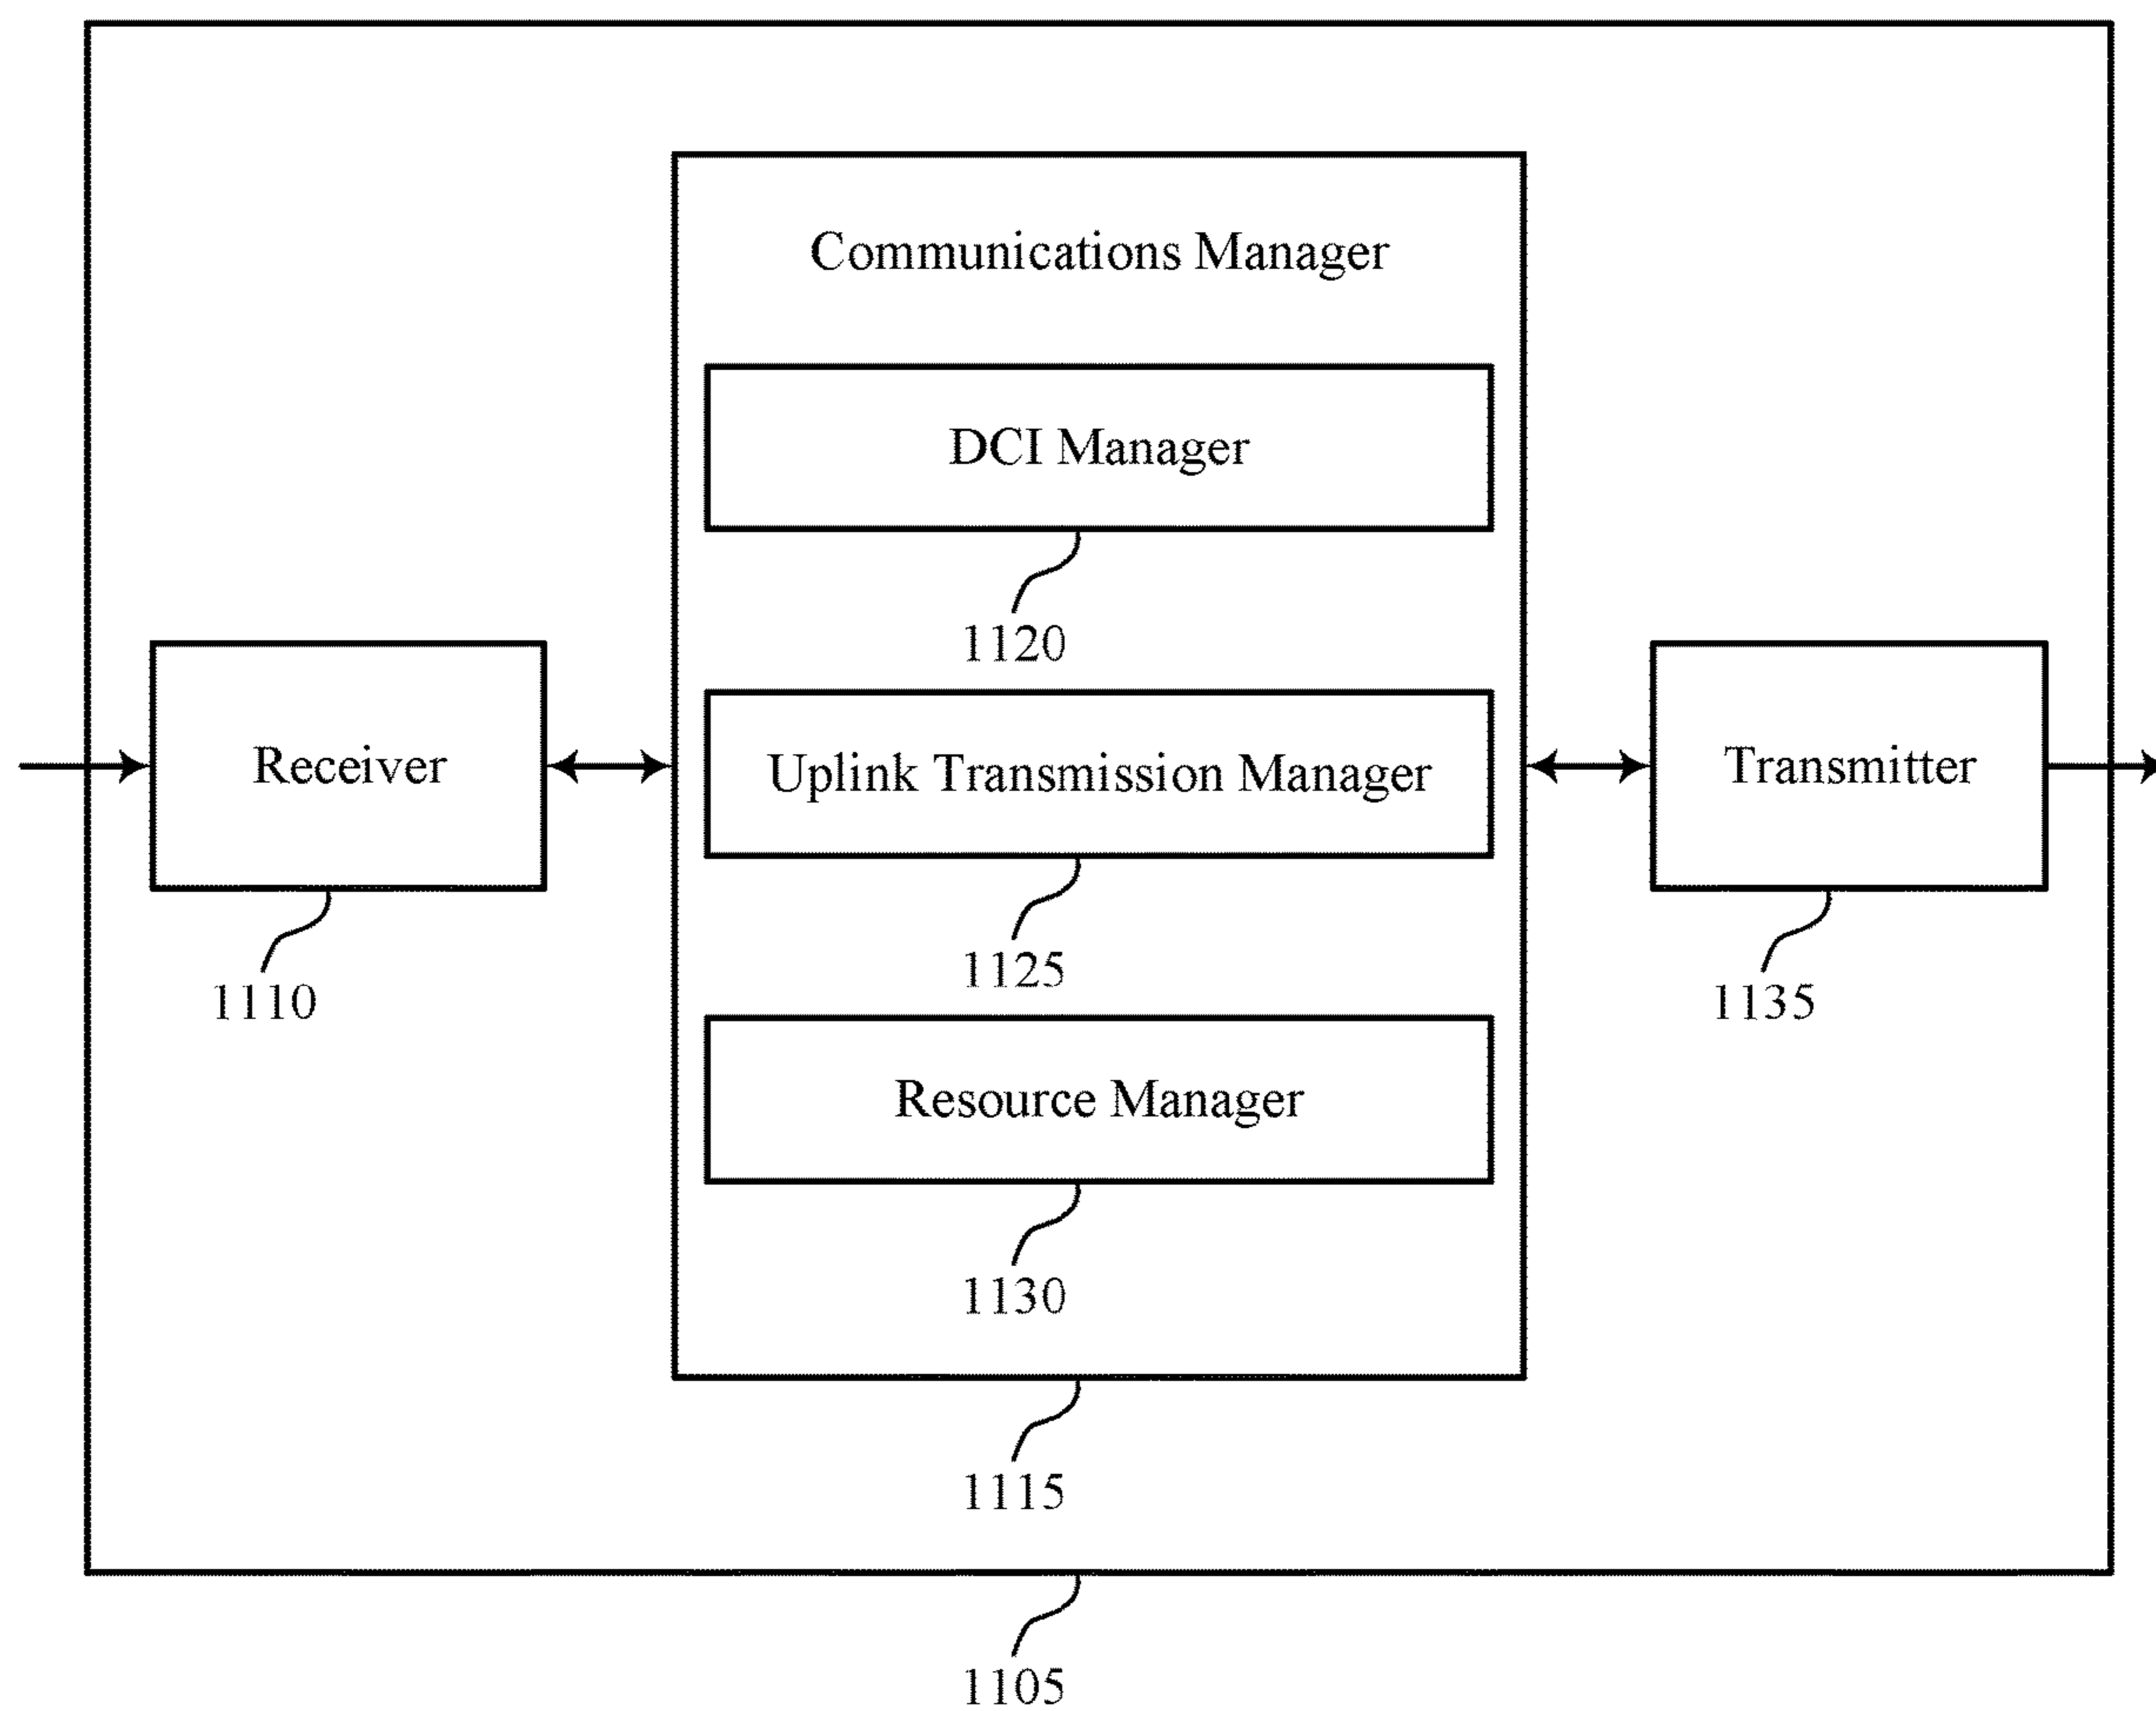 Communications Manager
DCI Manager
1120
Receiver
Uplink Transmission Manager
Transmitter
1110
1125
1135
Resource Manager
1130
1115
1105